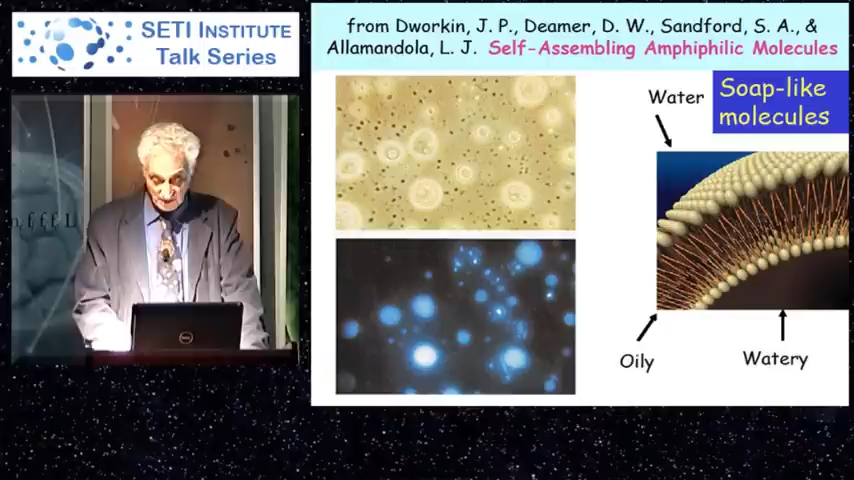 SETI INSTITUTE
Talk Series
from Dworkin, J. P., Deamer, D. W., Sandford, S. A., &
Allamandola, L. J. Self-Assembling Amphiphilic Molecules
Water
Soap-like
molecules
Oily
Watery
DELL